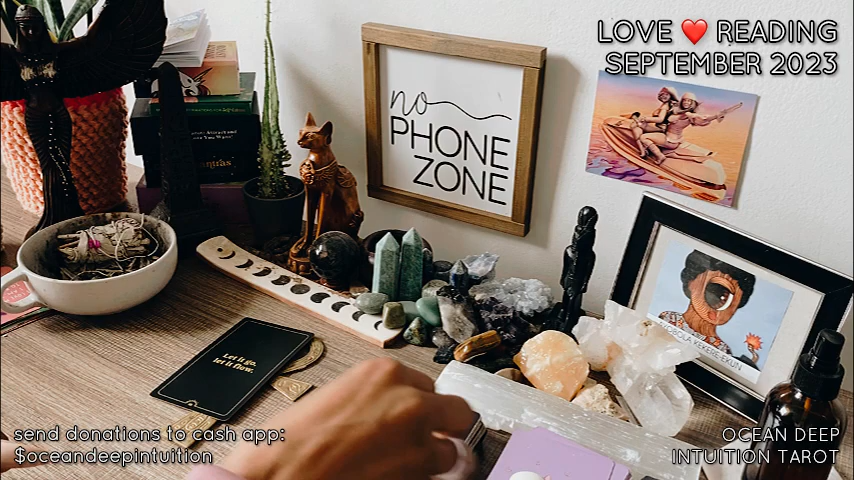 LOVE ❤️ READING
SEPTEMBER 2023
no
PHONE
ZONE
Let it go,
let it flow.
send donations to cash app:
$oceandeepintuition
OCEAN DEEP
INTUITION TAROT